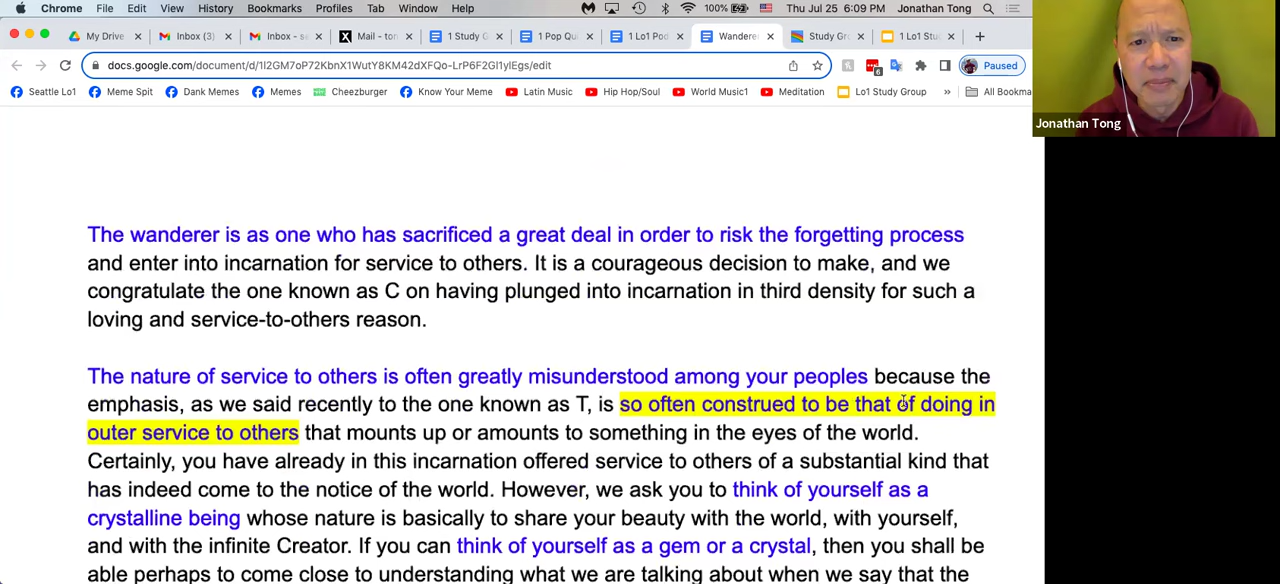 Chrome File Edit View History Bookmarks Profiles Tab Window Help 100% Thu Jul 25 6:09 PM Jonathan Tong
My Drive Inbox (3) Inbox - se Mail - ton 1 Study G 1 Pop Qui 1 Lo1 Pod Wanderer Study Gro 1 Lo1 Stu
docs.google.com/document/d/1l2GM7oP72KbnX1WutY8KM42dXFQo-LrP6F2Gl1ylEgs/edit 6 Paused
Seattle Lo1 Meme Spit Dank Memes Memes Cheezburger Know Your Meme Latin Music Hip Hop/Soul World Music1 Meditation Lo1 Study Group » All Bookma
Jonathan Tong
The wanderer is as one who has sacrificed a great deal in order to risk the forgetting process
and enter into incarnation for service to others. It is a courageous decision to make, and we
congratulate the one known as C on having plunged into incarnation in third density for such a
loving and service-to-others reason.
The nature of service to others is often greatly misunderstood among your peoples because the
emphasis, as we said recently to the one known as T, is so often construed to be that of doing in
outer service to others that mounts up or amounts to something in the eyes of the world.
Certainly, you have already in this incarnation offered service to others of a substantial kind that
has indeed come to the notice of the world. However, we ask you to think of yourself as a
crystalline being whose nature is basically to share your beauty with the world, with yourself,
and with the infinite Creator. If you can think of yourself as a gem or a crystal, then you shall be
able perhaps to come close to understanding what we are talking about when we say that the